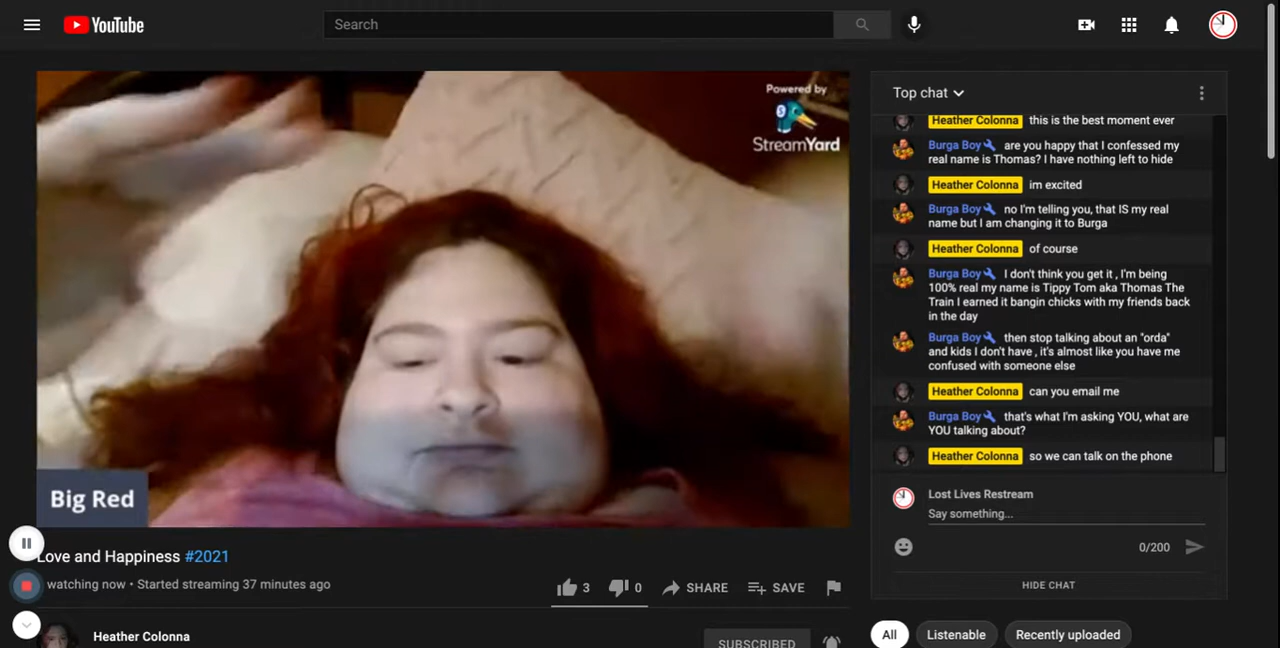 YouTube
Search
Powered by
StreamYard
Big Red
Love and Happiness #2021
watching now • Started streaming 37 minutes ago
3
0
SHARE
SAVE
Heather Colonna
SUBSCRIBED
Top chat
Heather Colonna this is the best moment ever
Burga Boy are you happy that I confessed my
real name is Thomas? I have nothing left to hide
Heather Colonna im excited
Burga Boy no I'm telling you, that IS my real
name but I am changing it to Burga
Heather Colonna of course
Burga Boy I don't think you get it , I'm being
100% real my name is Tippy Tom aka Thomas The
Train I earned it bangin chicks with my friends back
in the day
Burga Boy then stop talking about an "orda"
and kids I don't have , it's almost like you have me
confused with someone else
Heather Colonna can you email me
Burga Boy that's what I'm asking YOU, what are
YOU talking about?
Heather Colonna so we can talk on the phone
Lost Lives Restream
Say something...
0/200
HIDE CHAT
All
Listenable
Recently uploaded